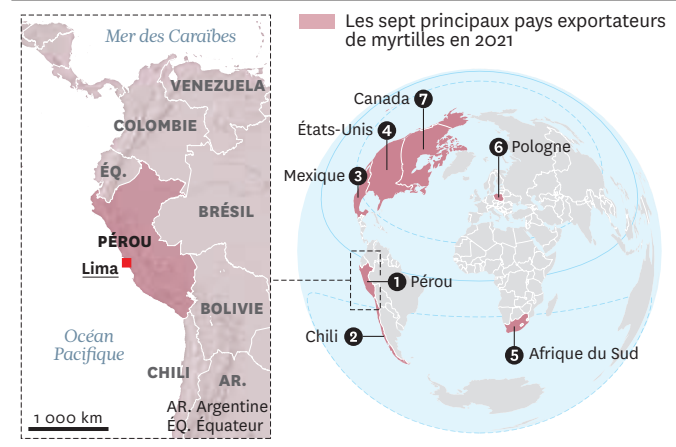 Les sept principaux pays exportateurs
de myrtilles en 2021
Mer des Caraïbes
VENEZUELA
COLOMBIE
ÉQ.
BRÉSIL
PÉROU
Lima
BOLIVIE
Océan
Pacifique
CHILI
AR.
AR. Argentine
ÉQ. Équateur
1 000 km
Canada 7
États-Unis 4
6 Pologne
Mexique 3
1 Pérou
Chili 2
5 Afrique du Sud